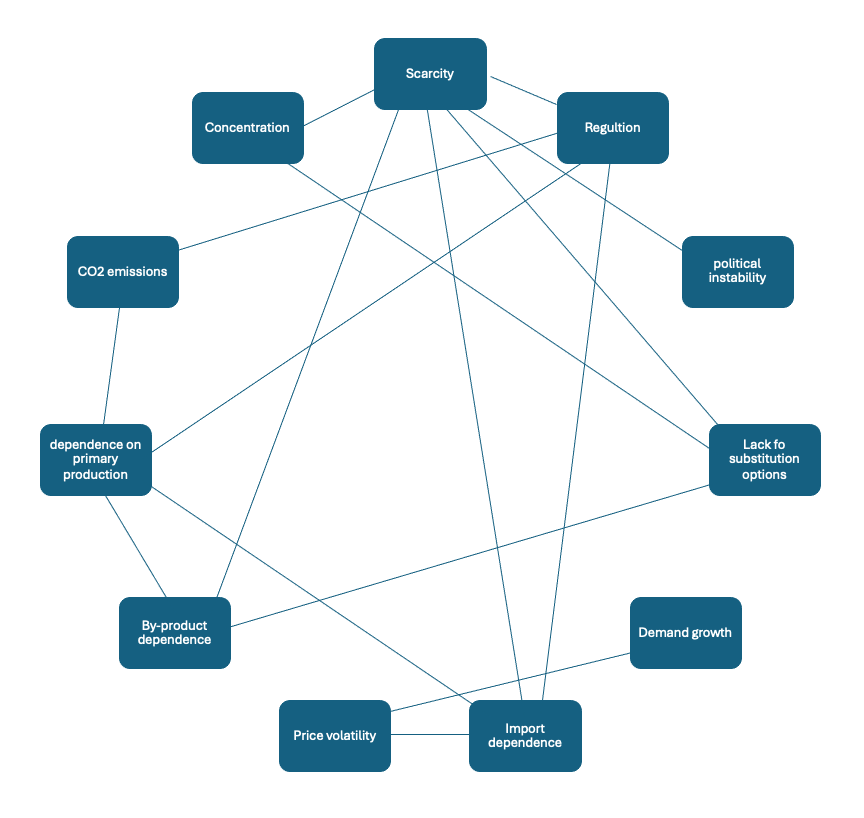 Scarcity
Concentration
Regultion
CO2 emissions
political
instability
dependence on
primary
production
Lack fo
substitution
options
By-product
dependence
Demand growth
Price volatility
Import
dependence